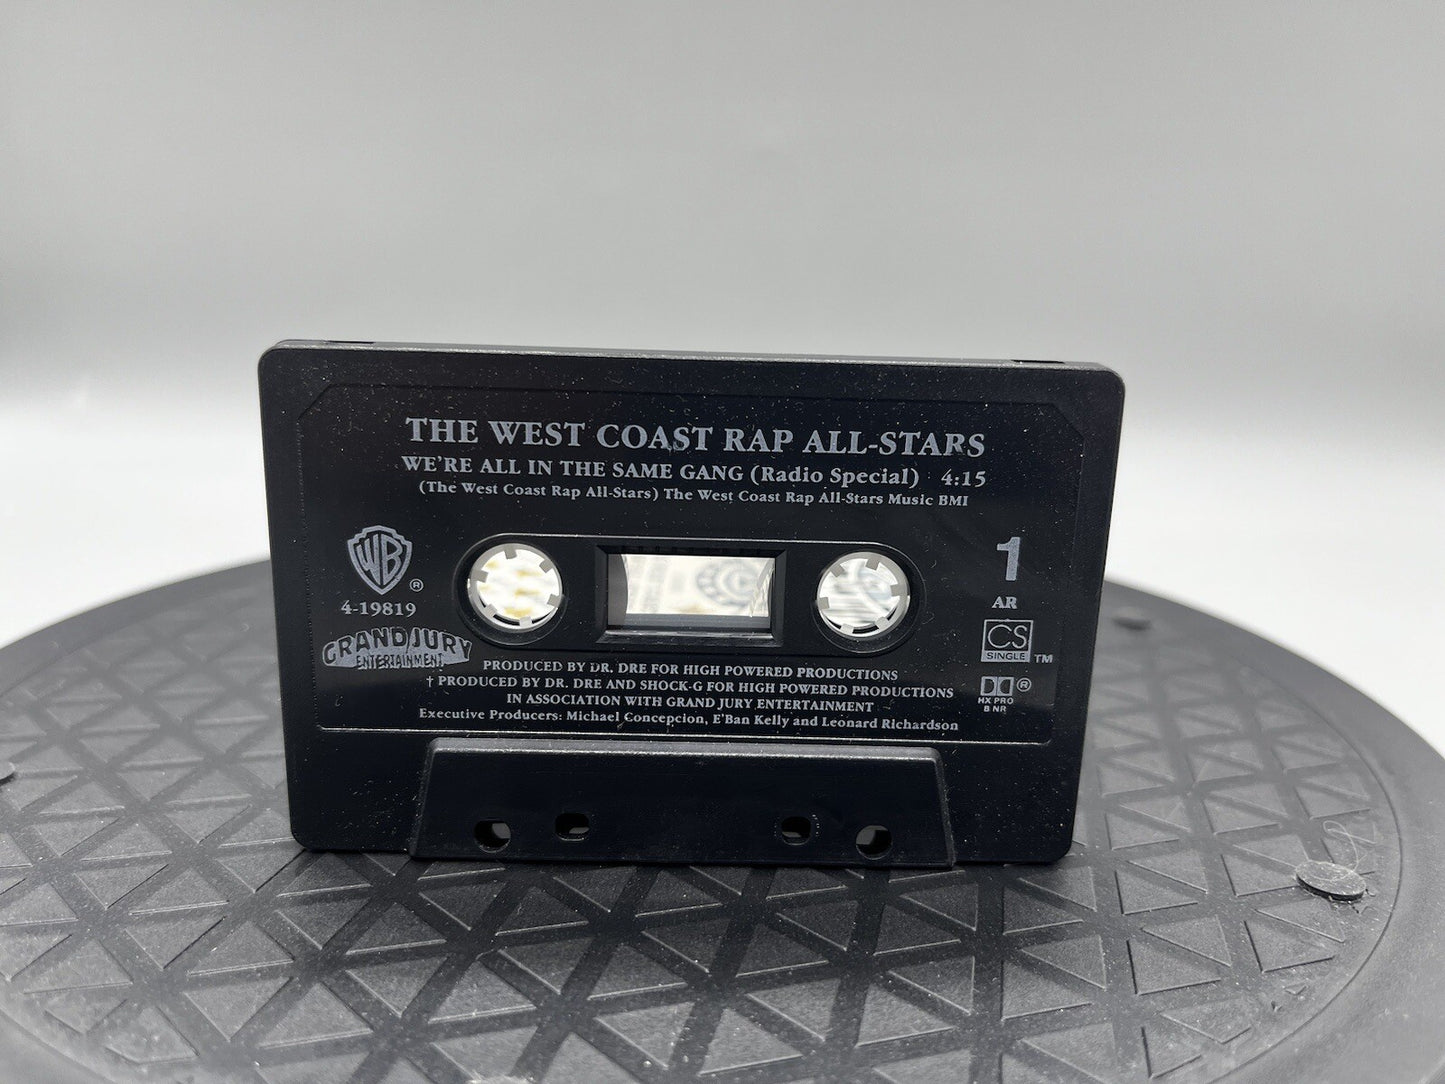 THE WEST COAST RAP ALL-STARS
WE'RE ALL IN THE SAME GANG (Radio Special) 4:15
(The West Coast Rap All-Stars) The West Coast Rap All-Stars Music BMI
WB ®
4-19819
GRAND JURY
ENTERTAINMENT
1
AR
CS
SINGLE TM
®
HX PRO
B NR
PRODUCED BY DR. DRE FOR HIGH POWERED PRODUCTIONS
† PRODUCED BY DR. DRE AND SHOCK-G FOR HIGH POWERED PRODUCTIONS
IN ASSOCIATION WITH GRAND JURY ENTERTAINMENT
Executive Producers: Michael Concepcion, E'Ban Kelly and Leonard Richardson